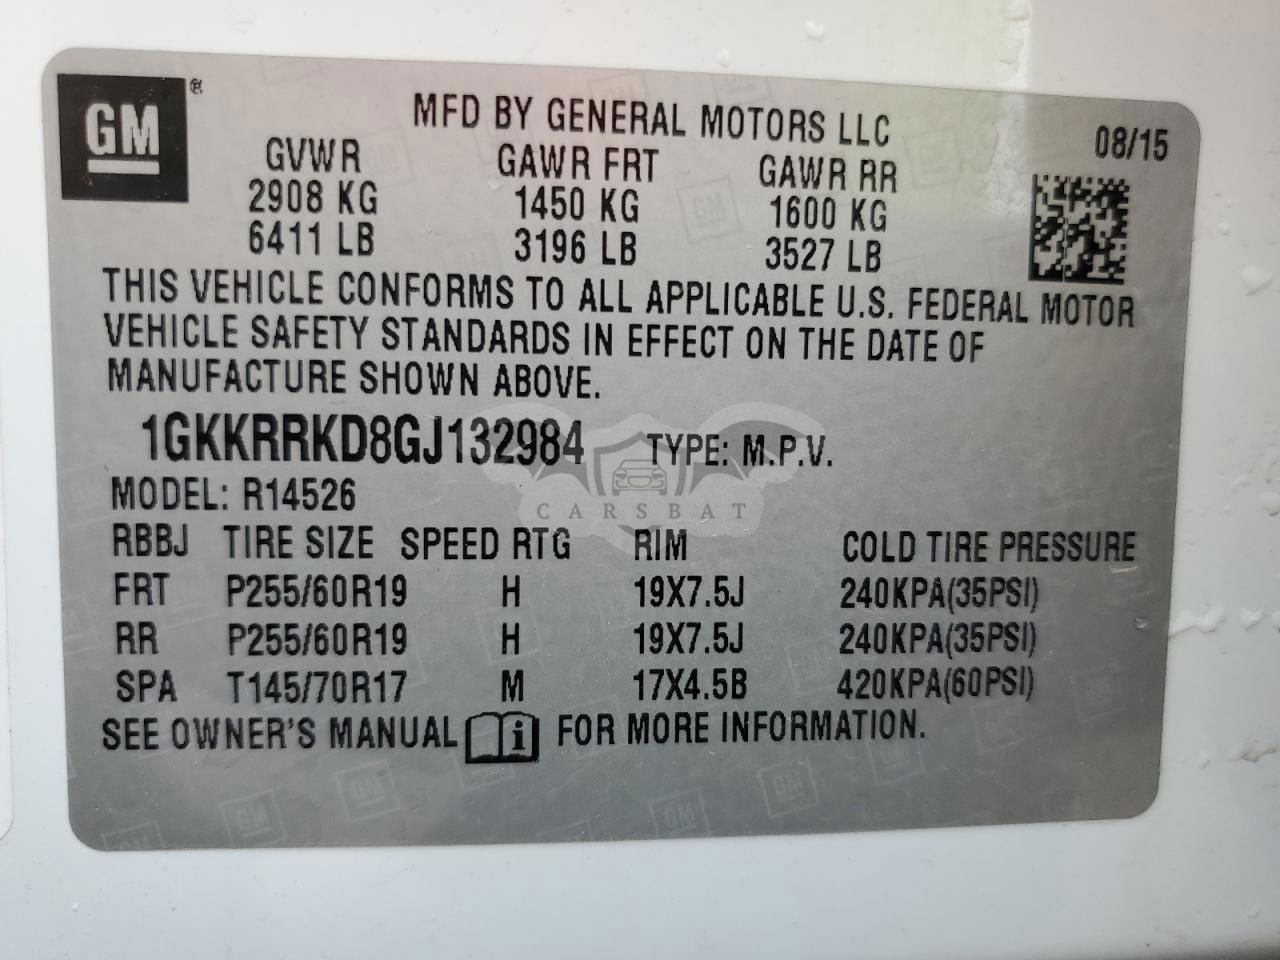 GM ®
MFD BY GENERAL MOTORS LLC 08/15
GVWR GAWR FRT GAWR RR
2908 KG 1450 KG 1600 KG
6411 LB 3196 LB 3527 LB
THIS VEHICLE CONFORMS TO ALL APPLICABLE U.S. FEDERAL MOTOR
VEHICLE SAFETY STANDARDS IN EFFECT ON THE DATE OF
MANUFACTURE SHOWN ABOVE.
1GKKRRKD8GJ132984 TYPE: M.P.V.
MODEL: R14526
CARSBAT
RBBJ TIRE SIZE SPEED RTG RIM COLD TIRE PRESSURE
FRT P255/60R19 H 19X7.5J 240KPA(35PSI)
RR P255/60R19 H 19X7.5J 240KPA(35PSI)
SPA T145/70R17 M 17X4.5B 420KPA(60PSI)
SEE OWNER'S MANUAL i FOR MORE INFORMATION.